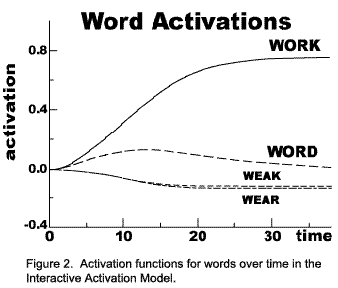 Word Activations
0.8
WORK
0.4
activation
WORD
0.0
WEAK
WEAR
-0.4
0 10 20 30 time
Figure 2. Activation functions for words over time in the
Interactive Activation Model.